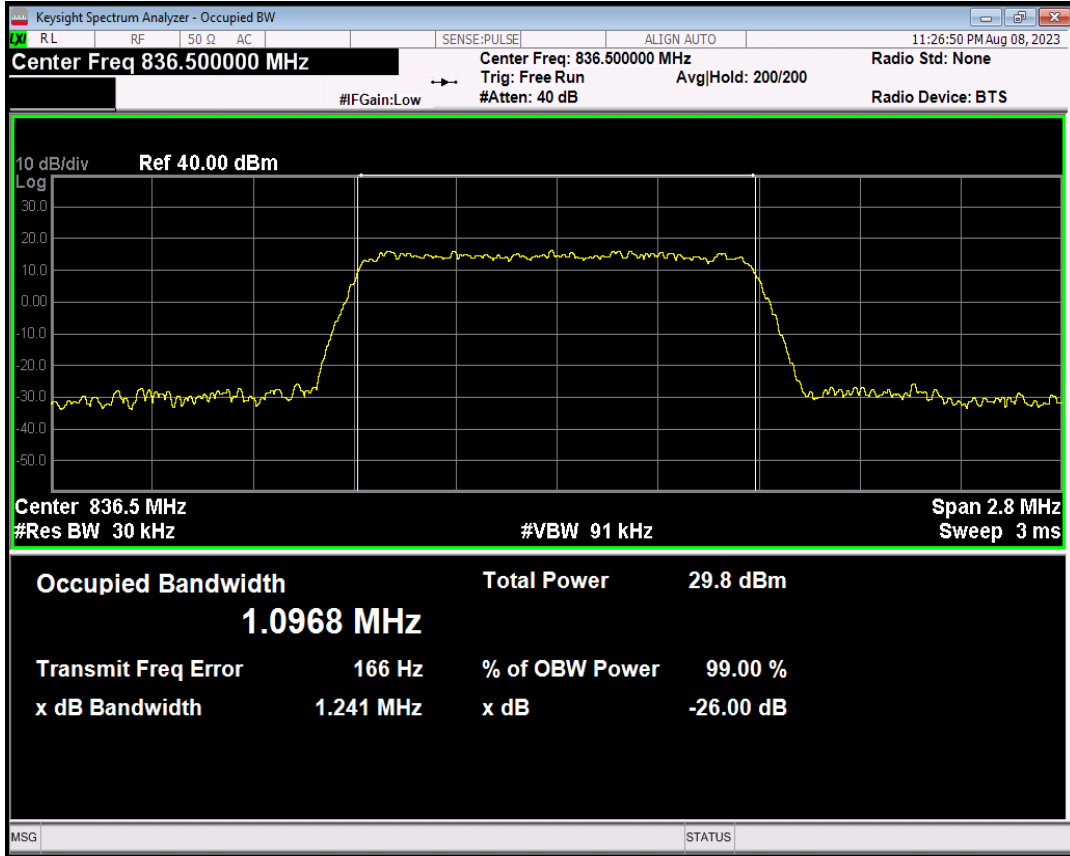 Keysight Spectrum Analyzer - Occupied BW
LXI RL RF 50 Ω AC SENSE:PULSE ALIGN AUTO 11:26:50 PM Aug 08, 2023
Center Freq 836.500000 MHz Center Freq: 836.500000 MHz Radio Std: None
Trig: Free Run Avg|Hold: 200/200
#IFGain:Low #Atten: 40 dB Radio Device: BTS
10 dB/div Ref 40.00 dBm
Log
30.0
20.0
10.0
0.00
-10.0
-20.0
-30.0
-40.0
-50.0
Center 836.5 MHz Span 2.8 MHz
#Res BW 30 kHz #VBW 91 kHz Sweep 3 ms
Occupied Bandwidth Total Power 29.8 dBm
1.0968 MHz
Transmit Freq Error 166 Hz % of OBW Power 99.00 %
x dB Bandwidth 1.241 MHz x dB -26.00 dB
MSG STATUS